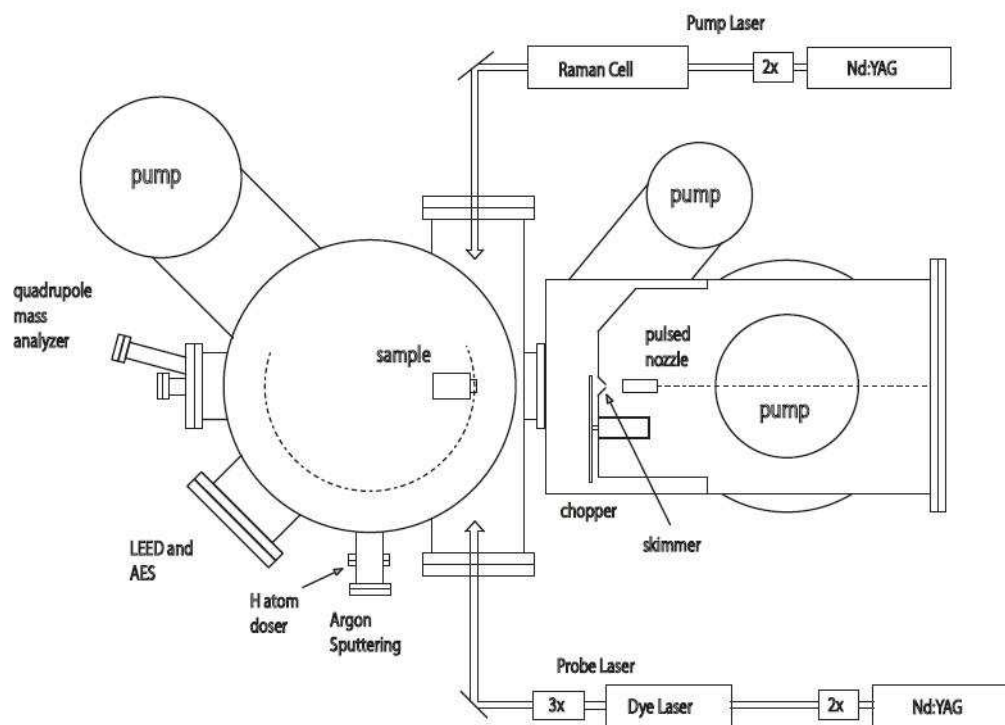 Pump Laser
Raman Cell
2x
Nd:YAG
pump
pump
quadrupole
mass
analyzer
sample
pulsed
nozzle
pump
chopper
skimmer
LEED and
AES
H atom
doser
Argon
Sputtering
Probe Laser
3x
Dye Laser
2x
Nd:YAG